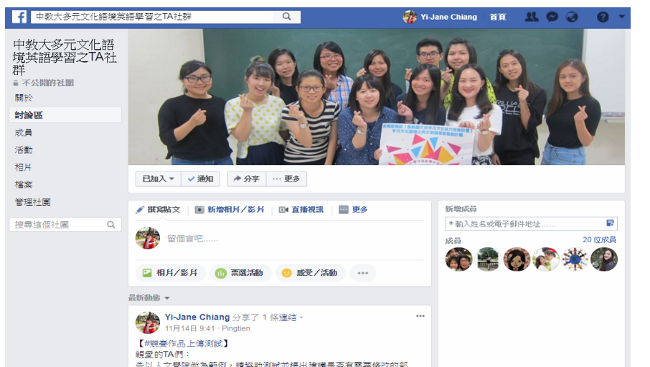 中教大多元文化語境英語學習之TA社群
Yi-Jane Chiang 首頁
中教大多元文化語
境英語學習之TA社
群
不公開的社團
關於
討論區
成員
活動
相片
檔案
管理社團
搜尋這個社團
已加入 通知 分享 更多
撰寫貼文 新增相片／影片 直播視訊 更多
留個言吧......
相片／影片 票選活動 感受／活動
新增成員
+ 輸入姓名或電子郵件地址......
成員 20 位成員
最新動態
Yi-Jane Chiang 分享了 1 條連結。
11月14日 9:41 · Pingtien
【#競賽作品上傳測試】
親愛的TA們：